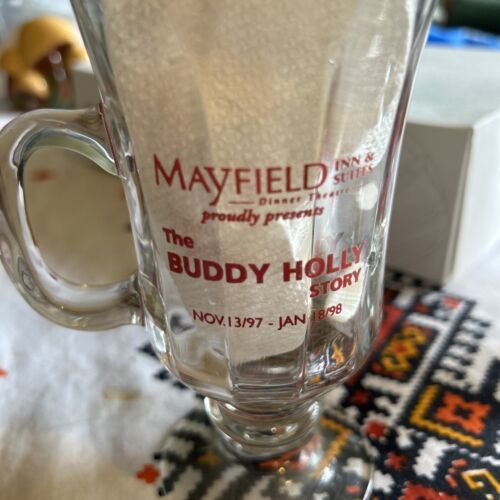 MAYFIELD INN & SUITES
Dinner Theatre
proudly presents
The
BUDDY HOLLY
STORY
NOV.13/97 - JAN 18/98